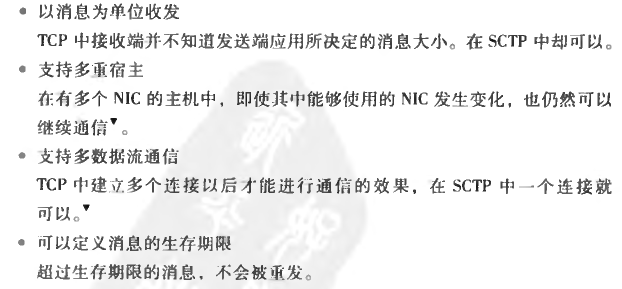 • 以消息为单位收发
TCP 中接收端并不知道发送端应用所决定的消息大小。在 SCTP 中却可以。
• 支持多重宿主
在有多个 NIC 的主机中，即使其中能够使用的 NIC 发生变化，也仍然可以
继续通信▼。
• 支持多数据流通信
TCP 中建立多个连接以后才能进行通信的效果，在 SCTP 中一个连接就
可以。▼
• 可以定义消息的生存期限
超过生存期限的消息，不会被重发。